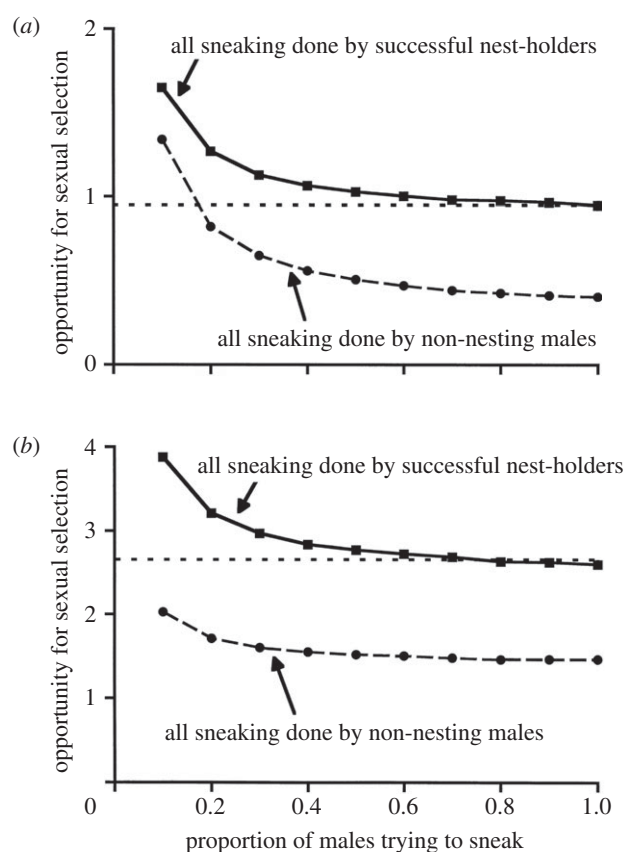 (a)
2
1
0
opportunity for sexual selection
all sneaking done by successful nest-holders
all sneaking done by non-nesting males
(b)
4
3
2
1
0
opportunity for sexual selection
all sneaking done by successful nest-holders
all sneaking done by non-nesting males
0.2 0.4 0.6 0.8 1.0
proportion of males trying to sneak